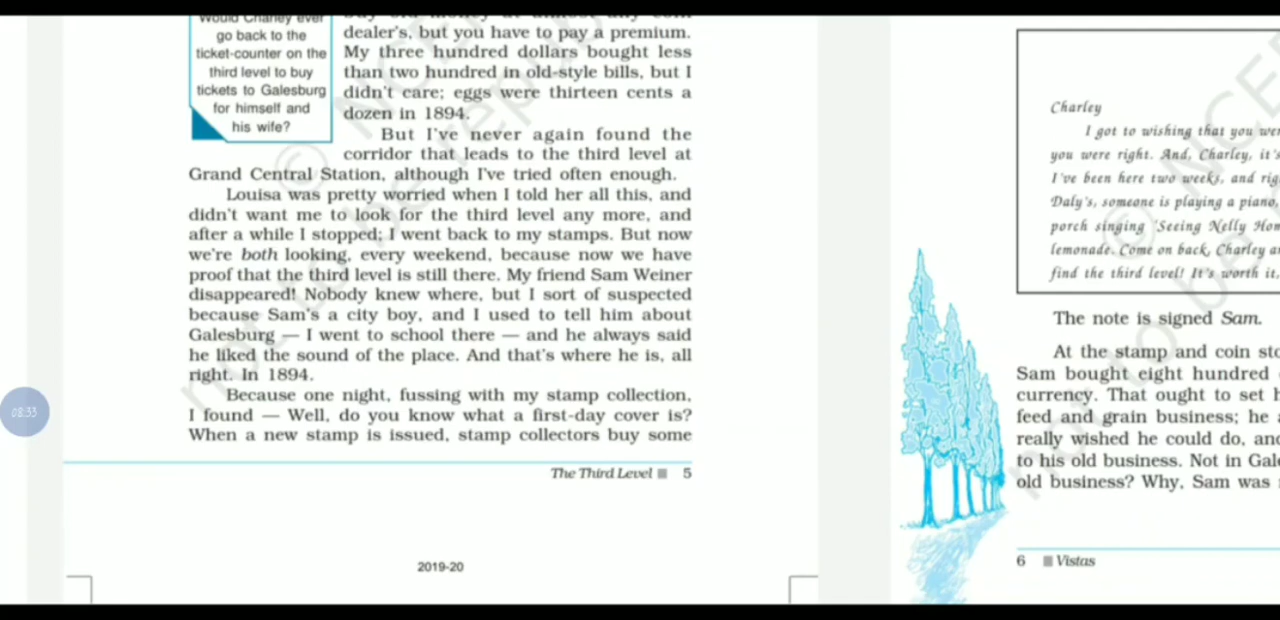 go back to the
ticket-counter on the
third level to buy
tickets to Galesburg
for himself and
his wife?
dealer's, but you have to pay a premium.
My three hundred dollars bought less
than two hundred in old-style bills, but I
didn't care; eggs were thirteen cents a
dozen in 1894.
But I've never again found the
corridor that leads to the third level at
Grand Central Station, although I've tried often enough.
Louisa was pretty worried when I told her all this, and
didn't want me to look for the third level any more, and
after a while I stopped; I went back to my stamps. But now
we're both looking, every weekend, because now we have
proof that the third level is still there. My friend Sam Weiner
disappeared! Nobody knew where, but I sort of suspected
because Sam's a city boy, and I used to tell him about
Galesburg — I went to school there — and he always said
he liked the sound of the place. And that's where he is, all
right. In 1894.
Because one night, fussing with my stamp collection,
I found — Well, do you know what a first-day cover is?
When a new stamp is issued, stamp collectors buy some
The Third Level 5
2019-20
08:33
Charley
I got to wishing that you
you were right. And, Charley, it's
I've been here two weeks, and
Daly's, someone is playing a piano,
porch singing 'Seeing Nelly
lemonade. Come on back, Charley
find the third level! It's worth it,
The note is signed Sam.
At the stamp and coin
Sam bought eight hundred
currency. That ought to set
feed and grain business; he
really wished he could do,
to his old business. Not in
old business? Why, Sam was
6 Vistas